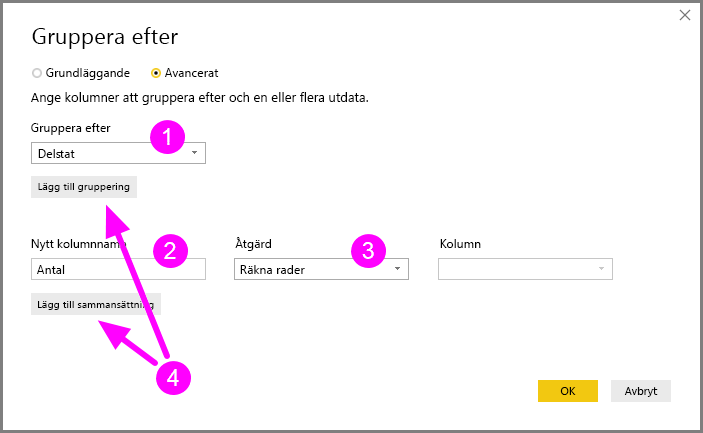 Gruppera efter
Grundläggande Avancerat
Ange kolumner att gruppera efter och en eller flera utdata.
Gruppera efter
1
Delstat
Lägg till gruppering
Nytt kolumnnamn 2 Åtgärd 3 Kolumn
Antal Räkna rader
Lägg till sammansättning
4
OK Avbryt